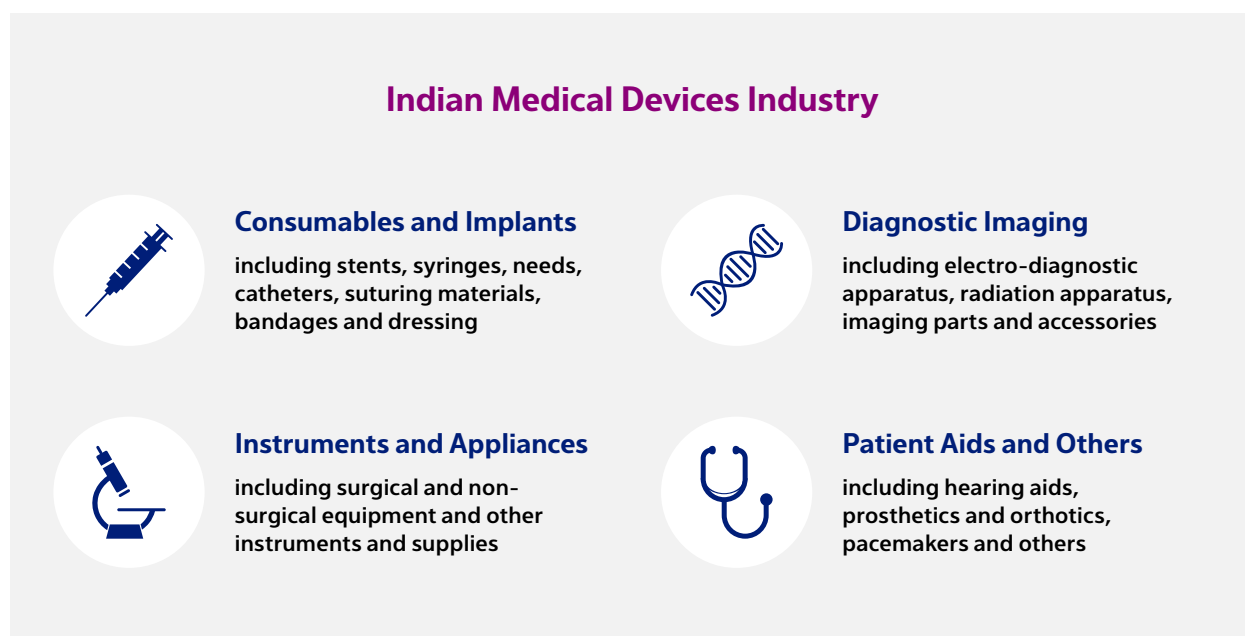 Indian Medical Devices Industry
Consumables and Implants
including stents, syringes, needs,
catheters, suturing materials,
bandages and dressing
Diagnostic Imaging
including electro-diagnostic
apparatus, radiation apparatus,
imaging parts and accessories
Instruments and Appliances
including surgical and non-
surgical equipment and other
instruments and supplies
Patient Aids and Others
including hearing aids,
prosthetics and orthotics,
pacemakers and others